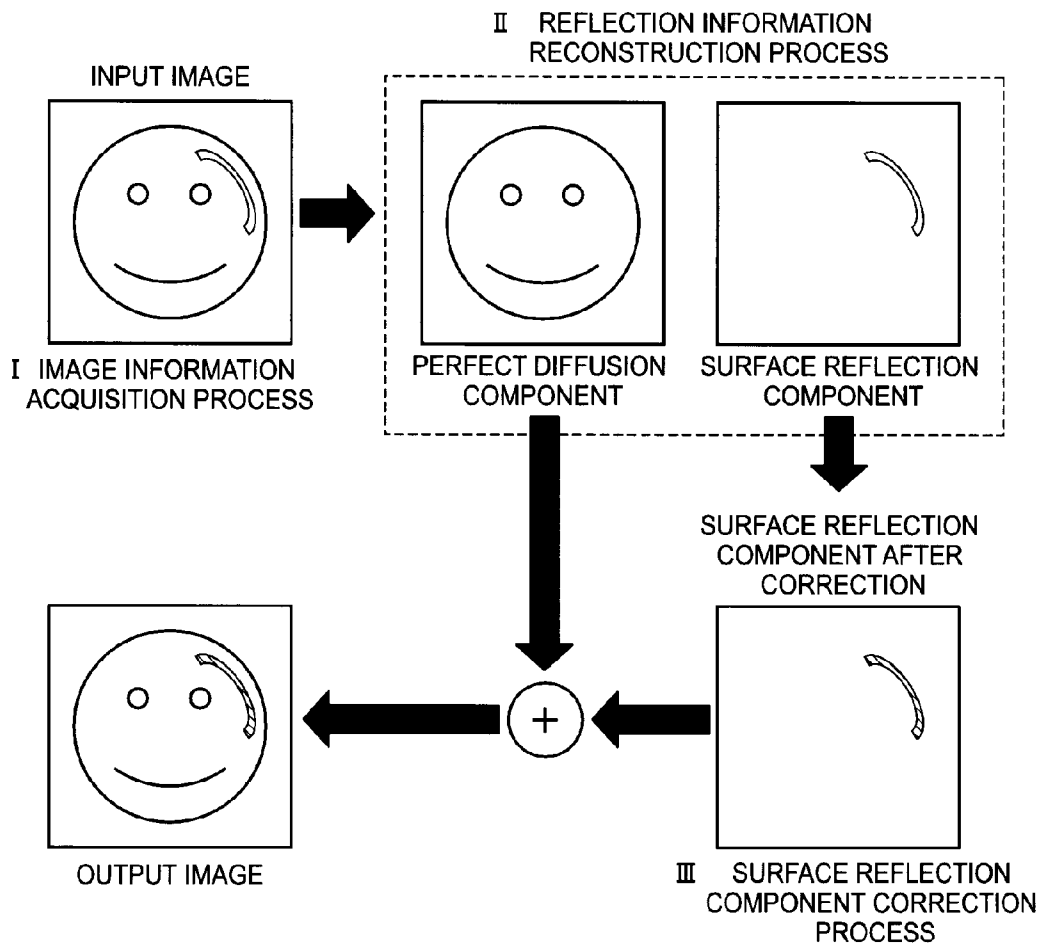 Ⅱ REFLECTION INFORMATION
RECONSTRUCTION PROCESS
INPUT IMAGE
Ⅰ IMAGE INFORMATION
ACQUISITION PROCESS
PERFECT DIFFUSION
COMPONENT
SURFACE REFLECTION
COMPONENT
SURFACE REFLECTION
COMPONENT AFTER
CORRECTION
+
OUTPUT IMAGE
Ⅲ SURFACE REFLECTION
COMPONENT CORRECTION
PROCESS